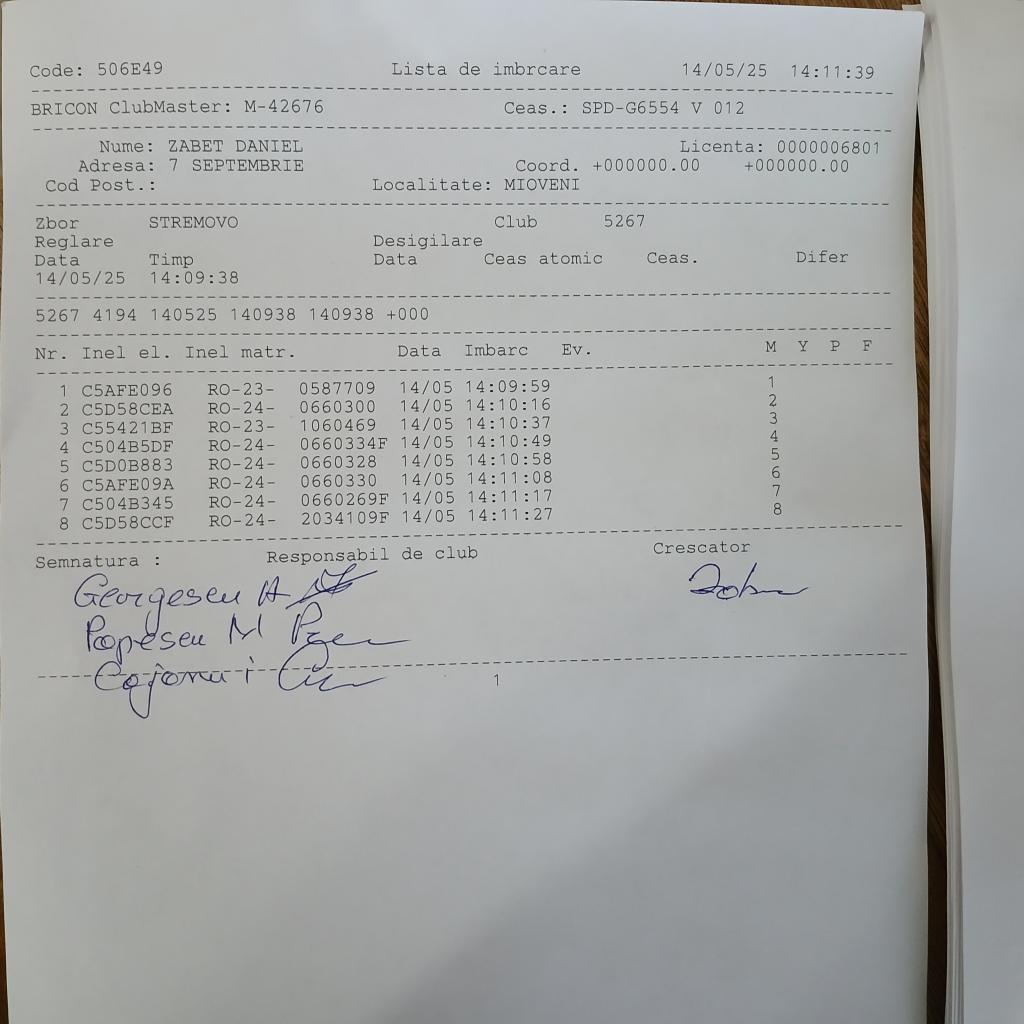 Code: 506E49 Lista de imbrcare 14/05/25 14:11:39
BRICON ClubMaster: M-42676 Ceas.: SPD-G6554 V 012
Nume: ZABET DANIEL Licenta: 0000006801
Adresa: 7 SEPTEMBRIE Coord. +000000.00 +000000.00
Cod Post.: Localitate: MIOVENI
Zbor STREMOVO Club 5267
Reglare Desigilare
Data Timp Data Ceas atomic Ceas. Difer
14/05/25 14:09:38
5267 4194 140525 140938 140938 +000
Nr. Inel el. Inel matr. Data Imbarc Ev. M Y P F
1 C5AFE096 RO-23- 0587709 14/05 14:09:59 1
2 C5D58CEA RO-24- 0660300 14/05 14:10:16 2
3 C55421BF RO-23- 1060469 14/05 14:10:37 3
4 C504B5DF RO-24- 0660334F 14/05 14:10:49 4
5 C5D0B883 RO-24- 0660328 14/05 14:10:58 5
6 C5AFE09A RO-24- 0660330 14/05 14:11:08 6
7 C504B345 RO-24- 0660269F 14/05 14:11:17 7
8 C5D58CCF RO-24- 2034109F 14/05 14:11:27 8
Semnatura : Responsabil de club Crescator
Georgescu A
Popescu M
1